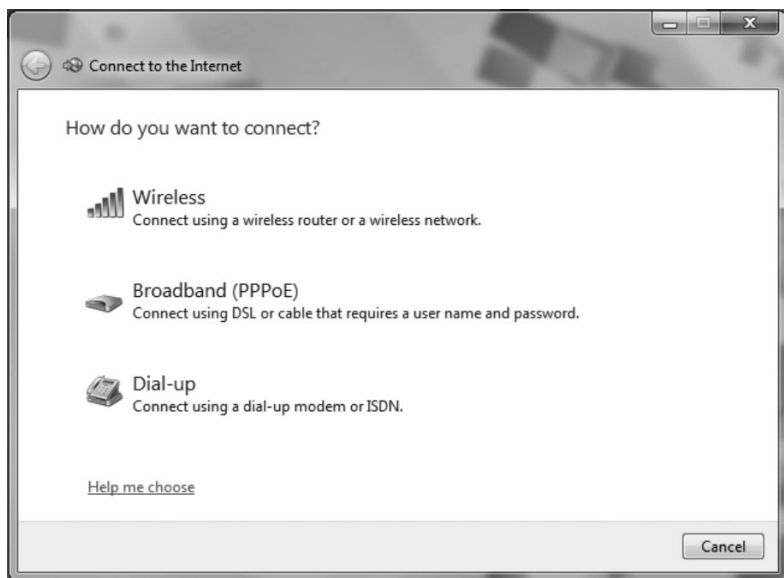 Connect to the Internet
How do you want to connect?
Wireless
Connect using a wireless router or a wireless network.
Broadband (PPPoE)
Connect using DSL or cable that requires a user name and password.
Dial-up
Connect using a dial-up modem or ISDN.
Help me choose
Cancel